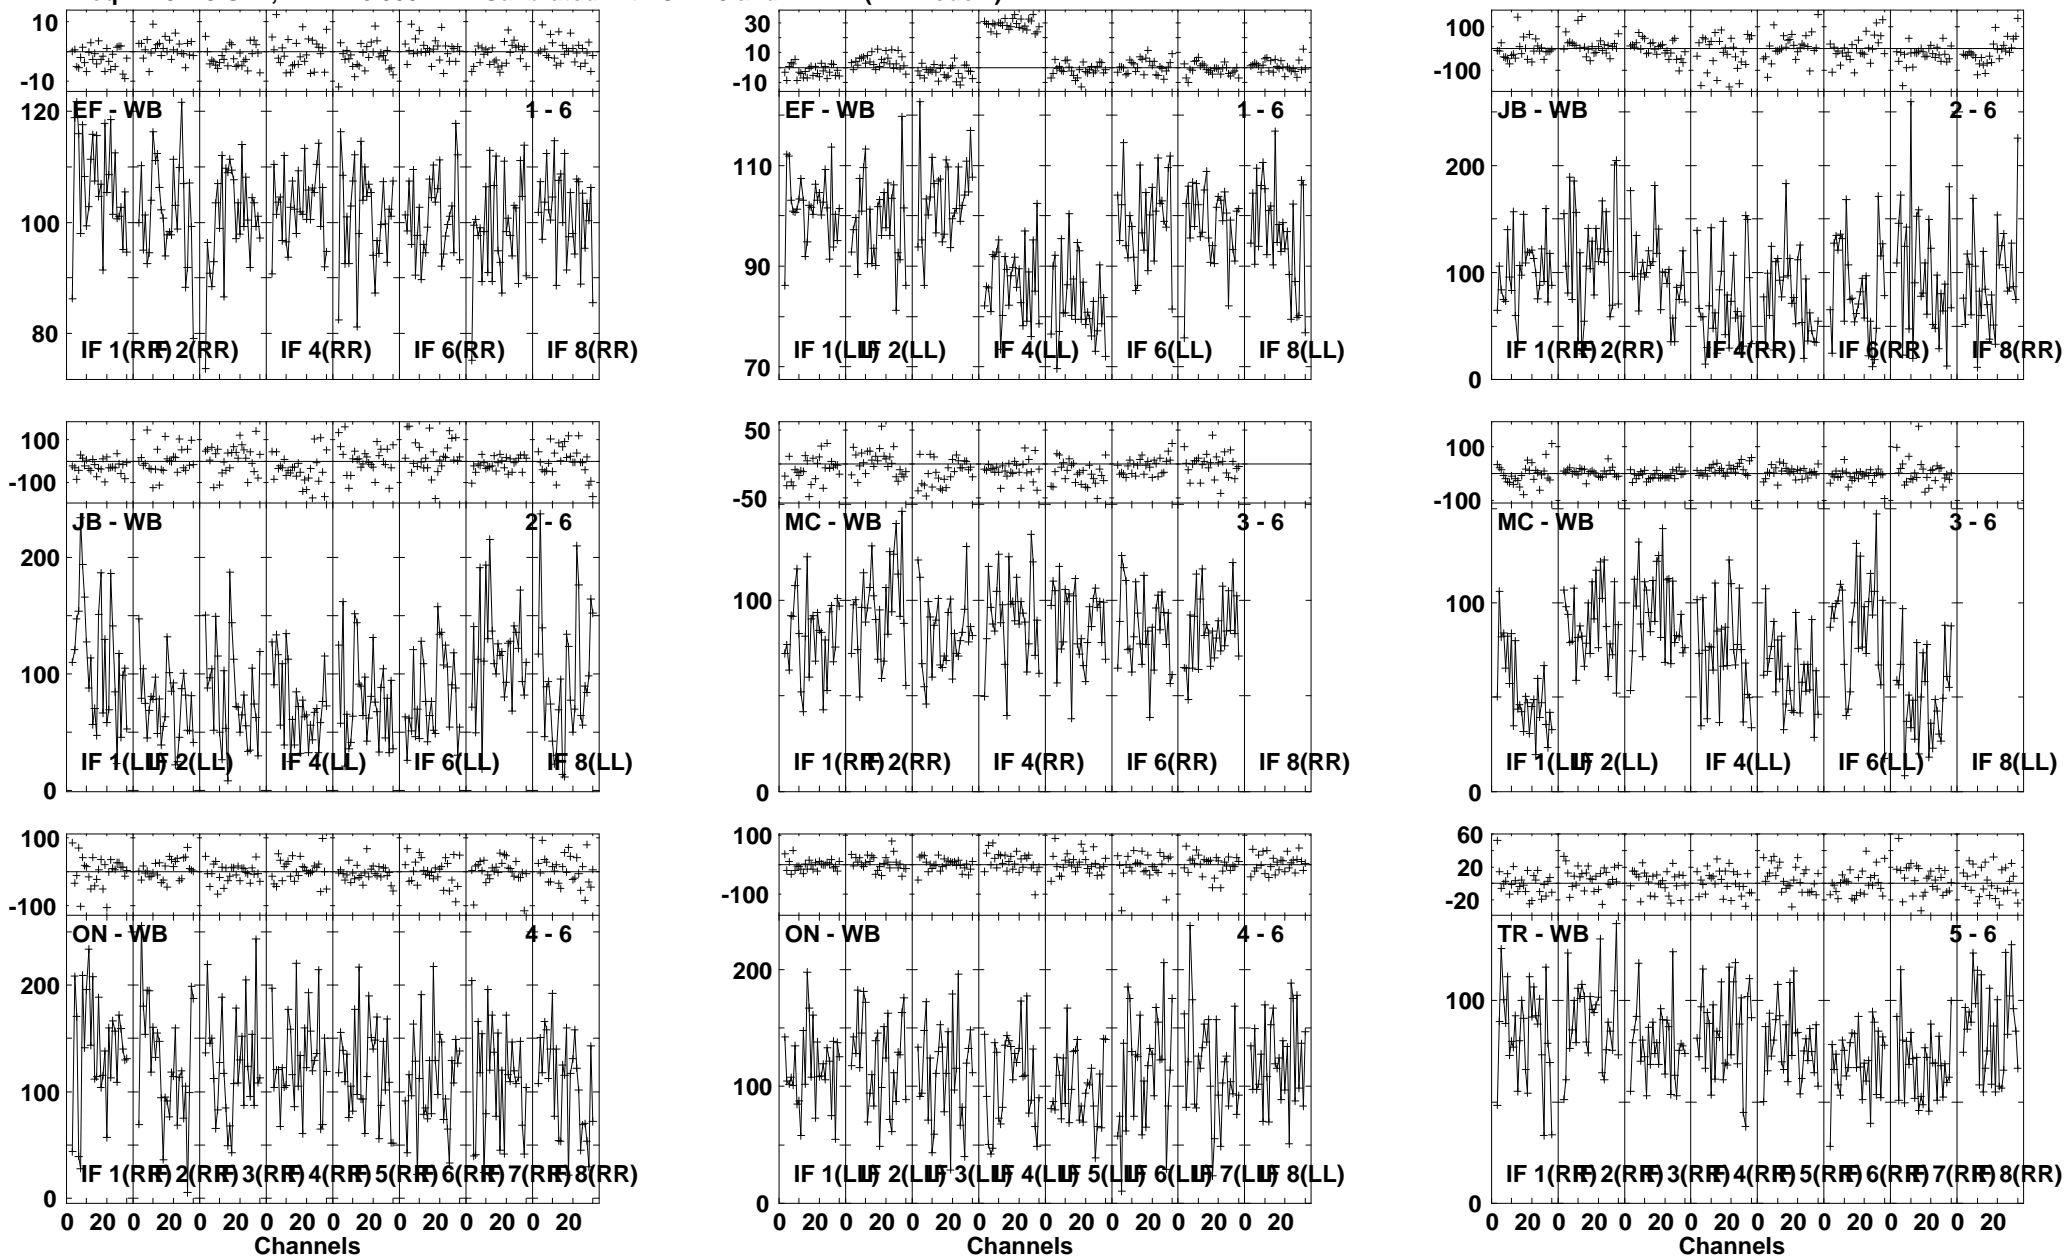 10
-10
EF - WB 1 - 6
120
100
80
IF 1(RR) IF 2(RR) IF 4(RR) IF 6(RR) IF 8(RR)
30
10
-10
EF - WB 1 - 6
110
90
70
IF 1(LL) IF 2(LL) IF 4(LL) IF 6(LL) IF 8(LL)
100
-100
JB - WB 2 - 6
200
100
0
IF 1(RR) IF 2(RR) IF 4(RR) IF 6(RR) IF 8(RR)
100
-100
JB - WB 2 - 6
200
100
0
IF 1(LL) IF 2(LL) IF 4(LL) IF 6(LL) IF 8(LL)
50
-50
MC - WB 3 - 6
100
0
IF 1(RR) IF 2(RR) IF 4(RR) IF 6(RR) IF 8(RR)
100
-100
MC - WB 3 - 6
100
0
IF 1(LL) IF 2(LL) IF 4(LL) IF 6(LL) IF 8(LL)
100
-100
ON - WB 4 - 6
200
100
0
IF 1(RR) IF 2(RR) IF 3(RR) IF 4(RR) IF 5(RR) IF 6(RR) IF 7(RR) IF 8(RR)
0 20 0 20 0 20 0 20 0 20 0 20 0 20 0 20
Channels
100
-100
ON - WB 4 - 6
200
100
0
IF 1(LL) IF 2(LL) IF 3(LL) IF 4(LL) IF 5(LL) IF 6(LL) IF 7(LL) IF 8(LL)
0 20 0 20 0 20 0 20 0 20 0 20 0 20 0 20
Channels
60
20
-20
TR - WB 5 - 6
100
0
IF 1(RR) IF 2(RR) IF 3(RR) IF 4(RR) IF 5(RR) IF 6(RR) IF 7(RR) IF 8(RR)
0 20 0 20 0 20 0 20 0 20 0 20 0 20 0 20
Channels